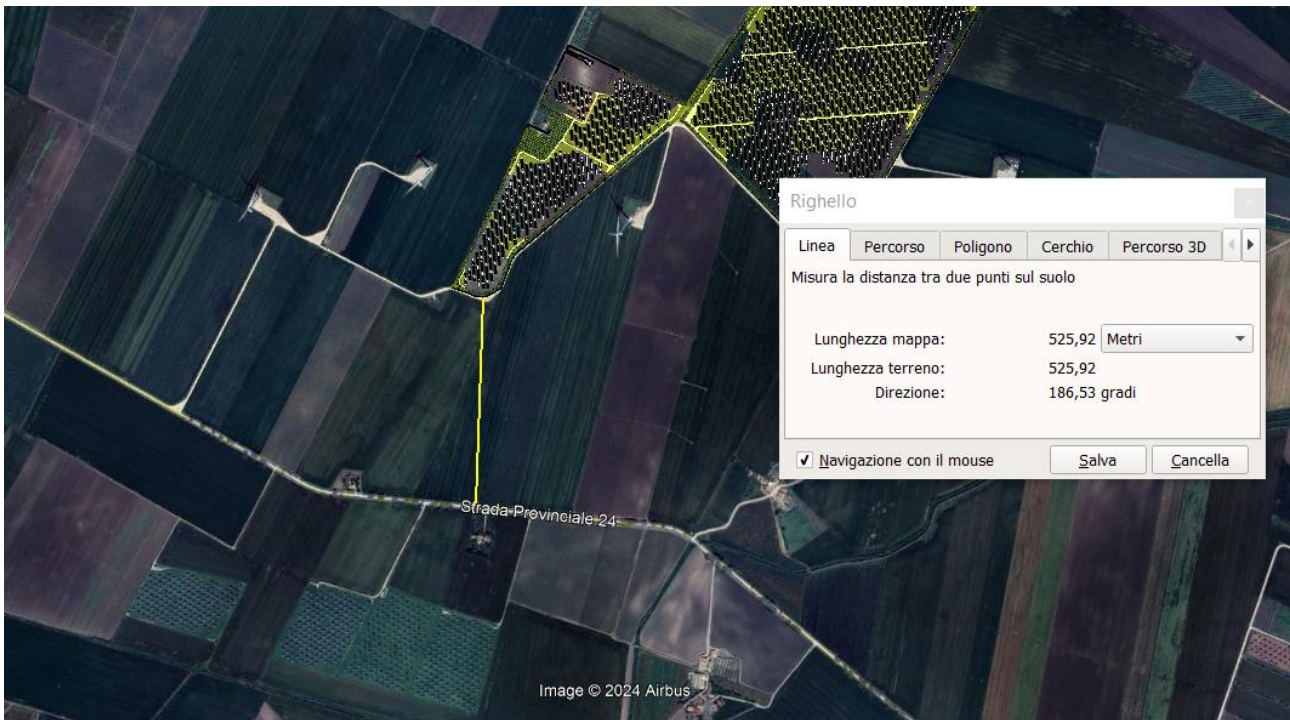 Righello
Linea Percorso Poligono Cerchio Percorso 3D
Misura la distanza tra due punti sul suolo
Lunghezza mappa: 525,92 Metri
Lunghezza terreno: 525,92
Direzione: 186,53 gradi
Navigazione con il mouse Salva Cancella
Strada Provinciale 24
Image © 2024 Airbus